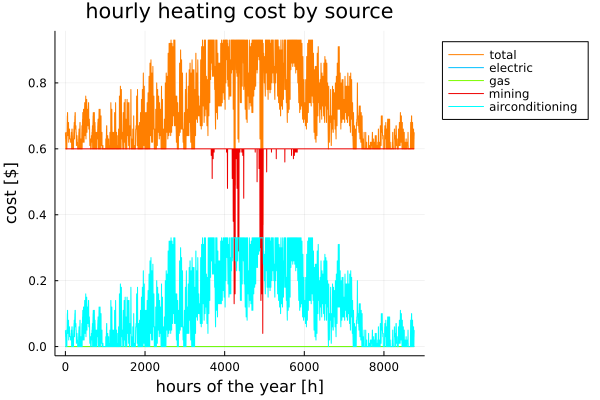 hourly heating cost by source
total
electric
gas
mining
airconditioning
cost [$]
0.8
0.6
0.4
0.2
0.0
0
2000
4000
6000
8000
hours of the year [h]